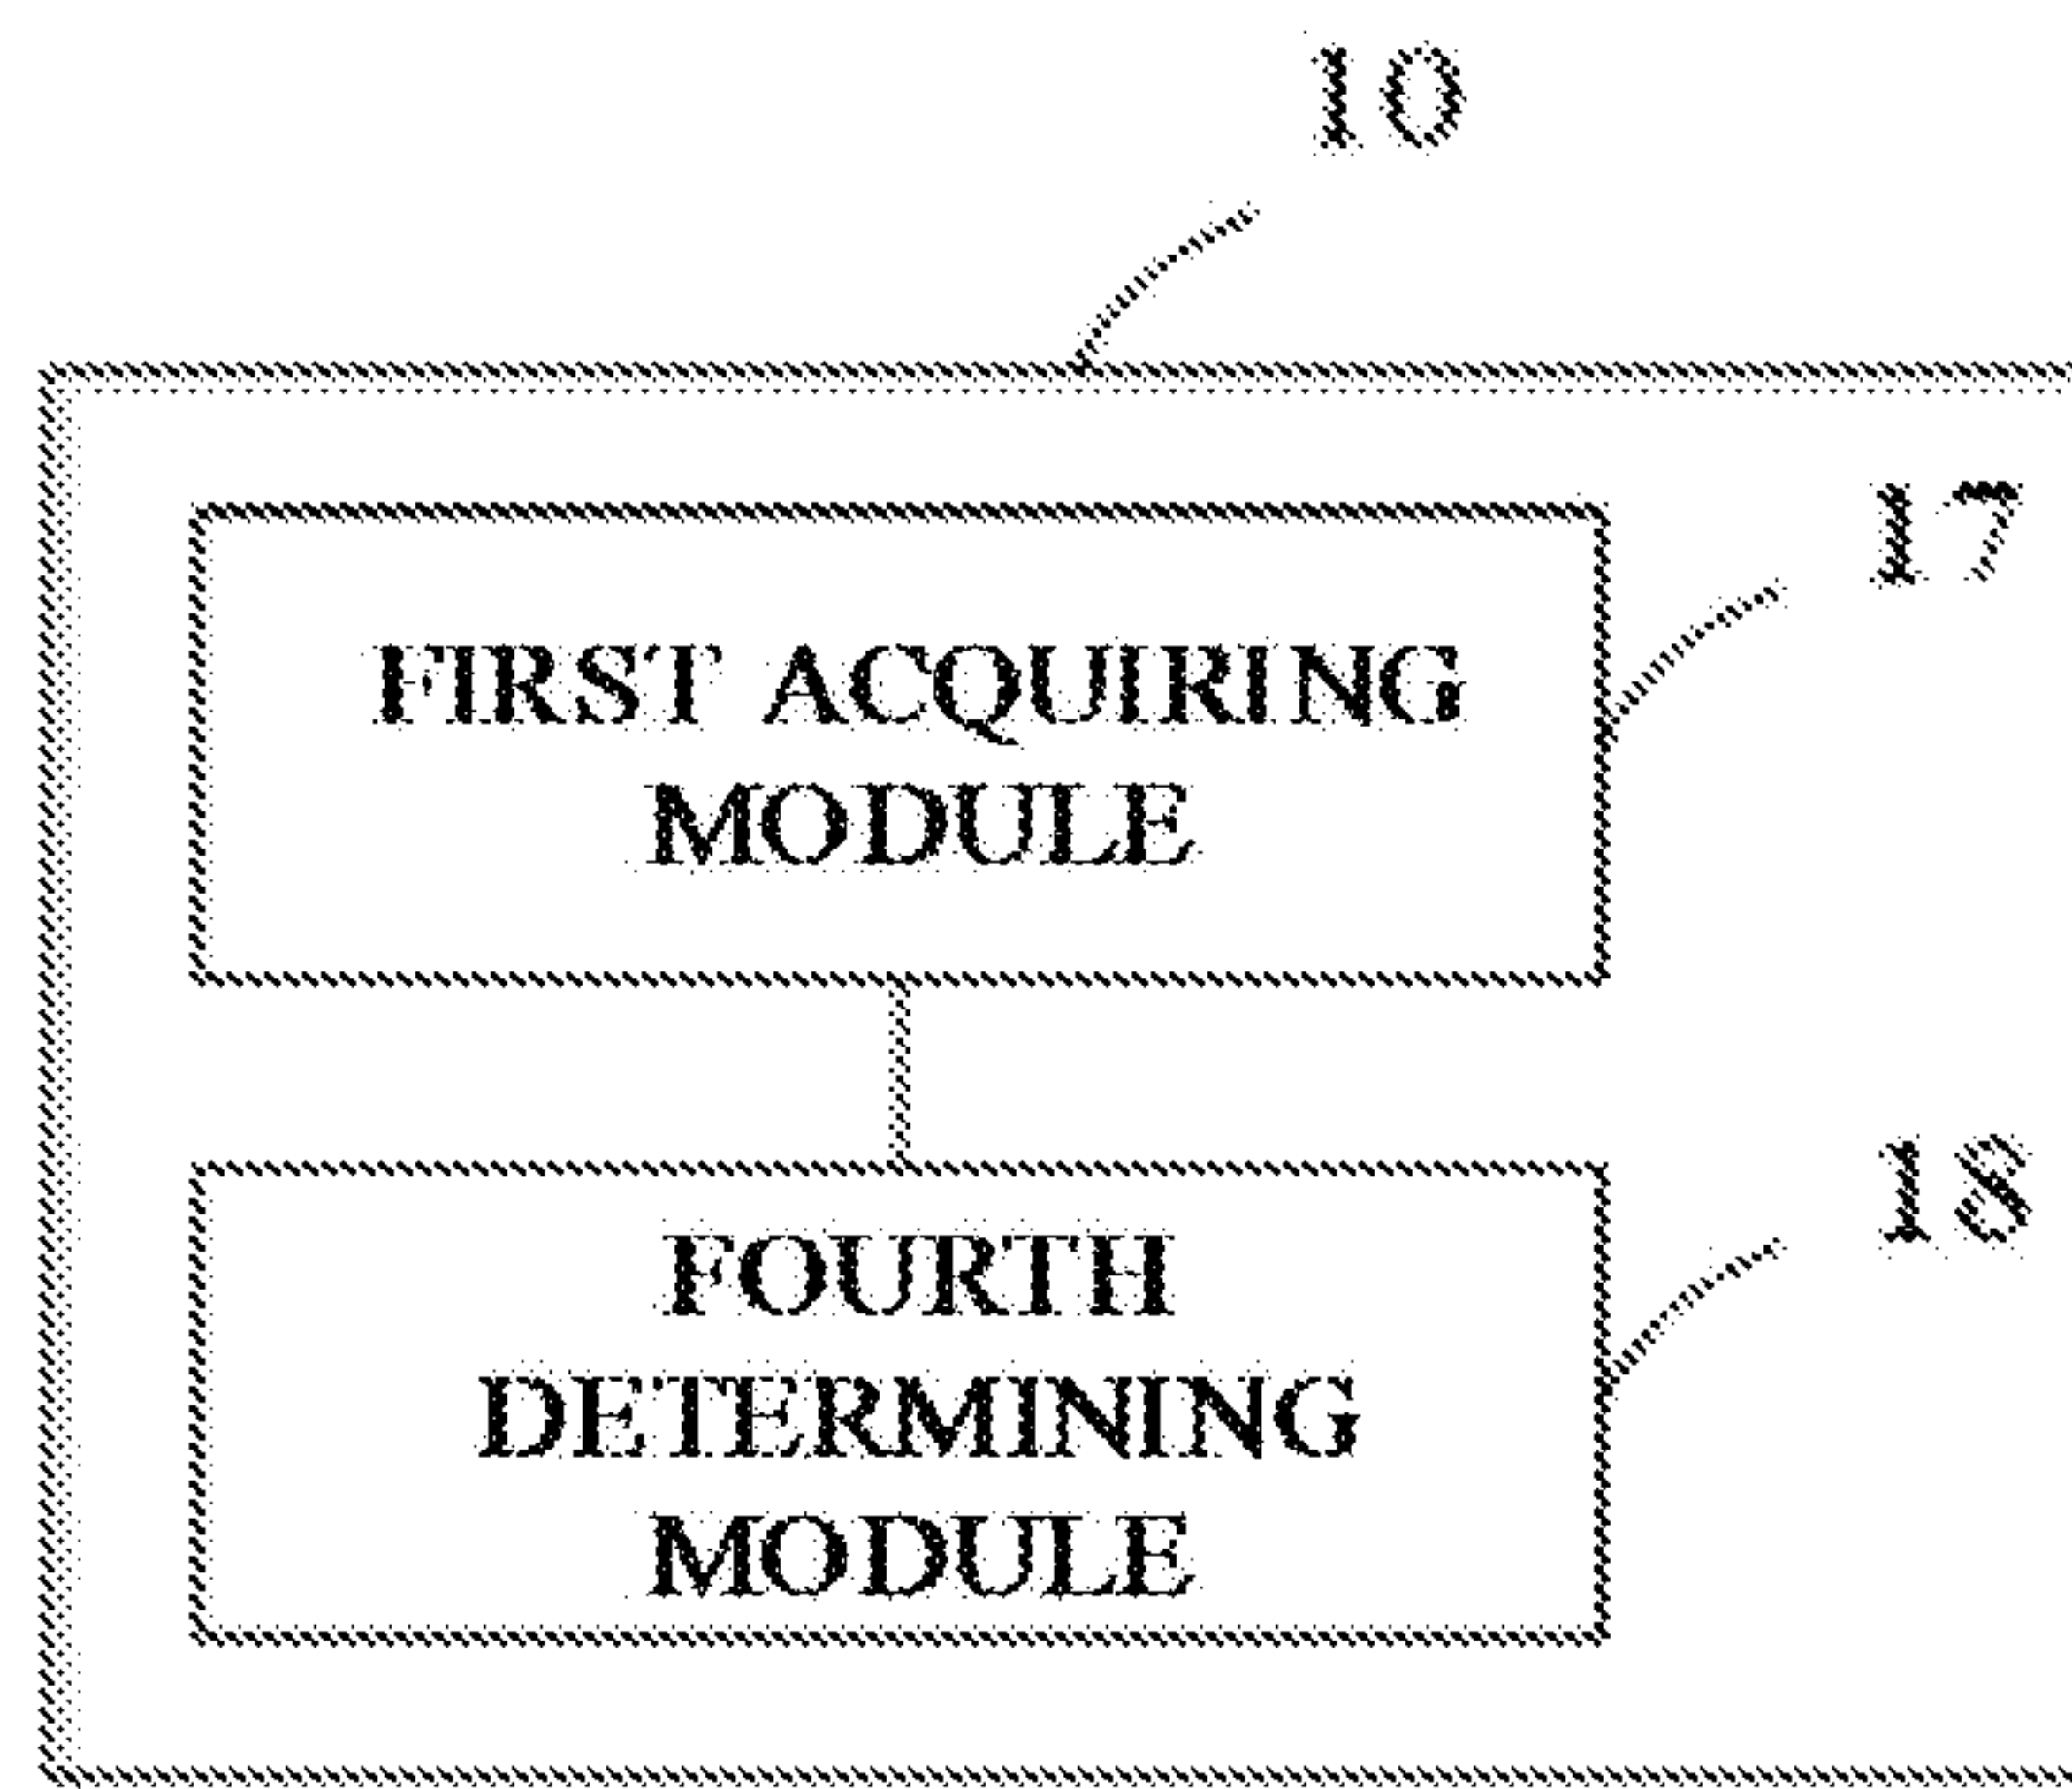 10
17
FIRST ACQUIRING
MODULE
18
FOURTH
DETERMINING
MODULE